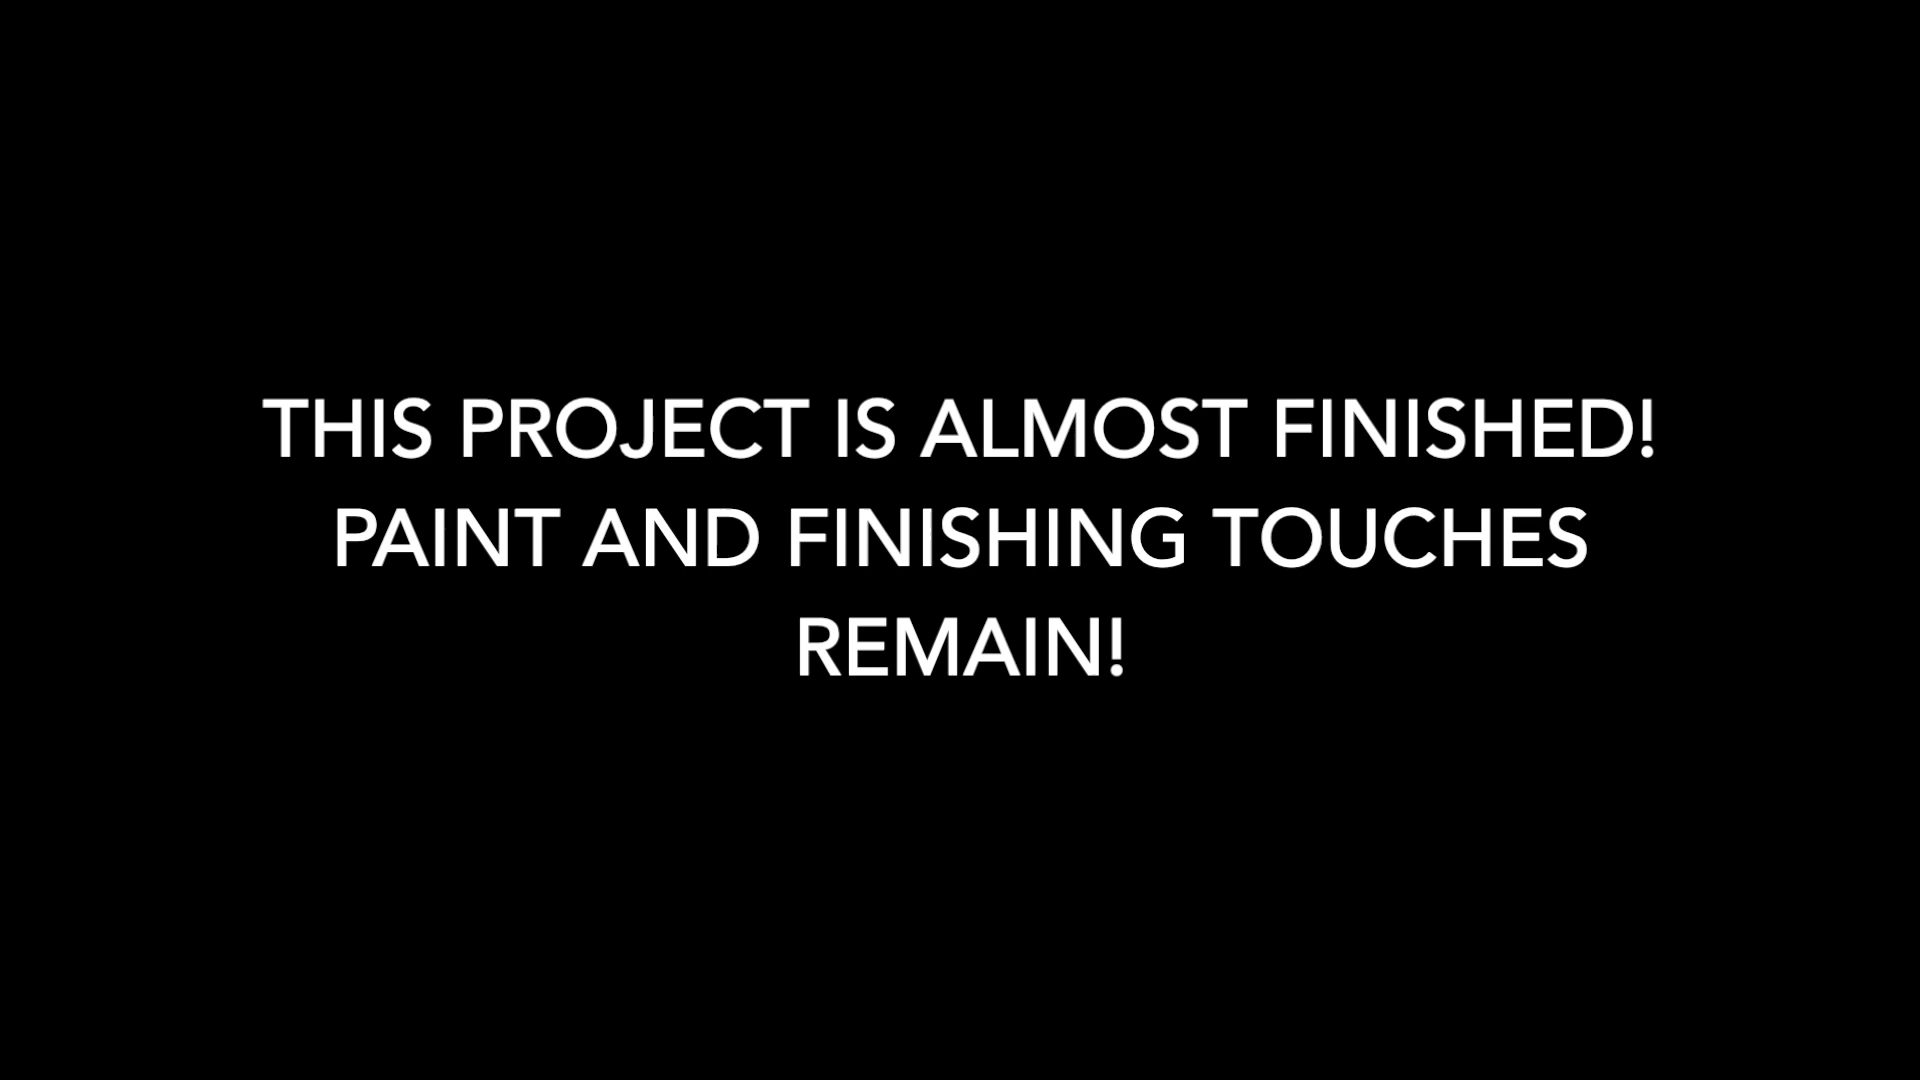 THIS PROJECT IS ALMOST FINISHED!
PAINT AND FINISHING TOUCHES
REMAIN!